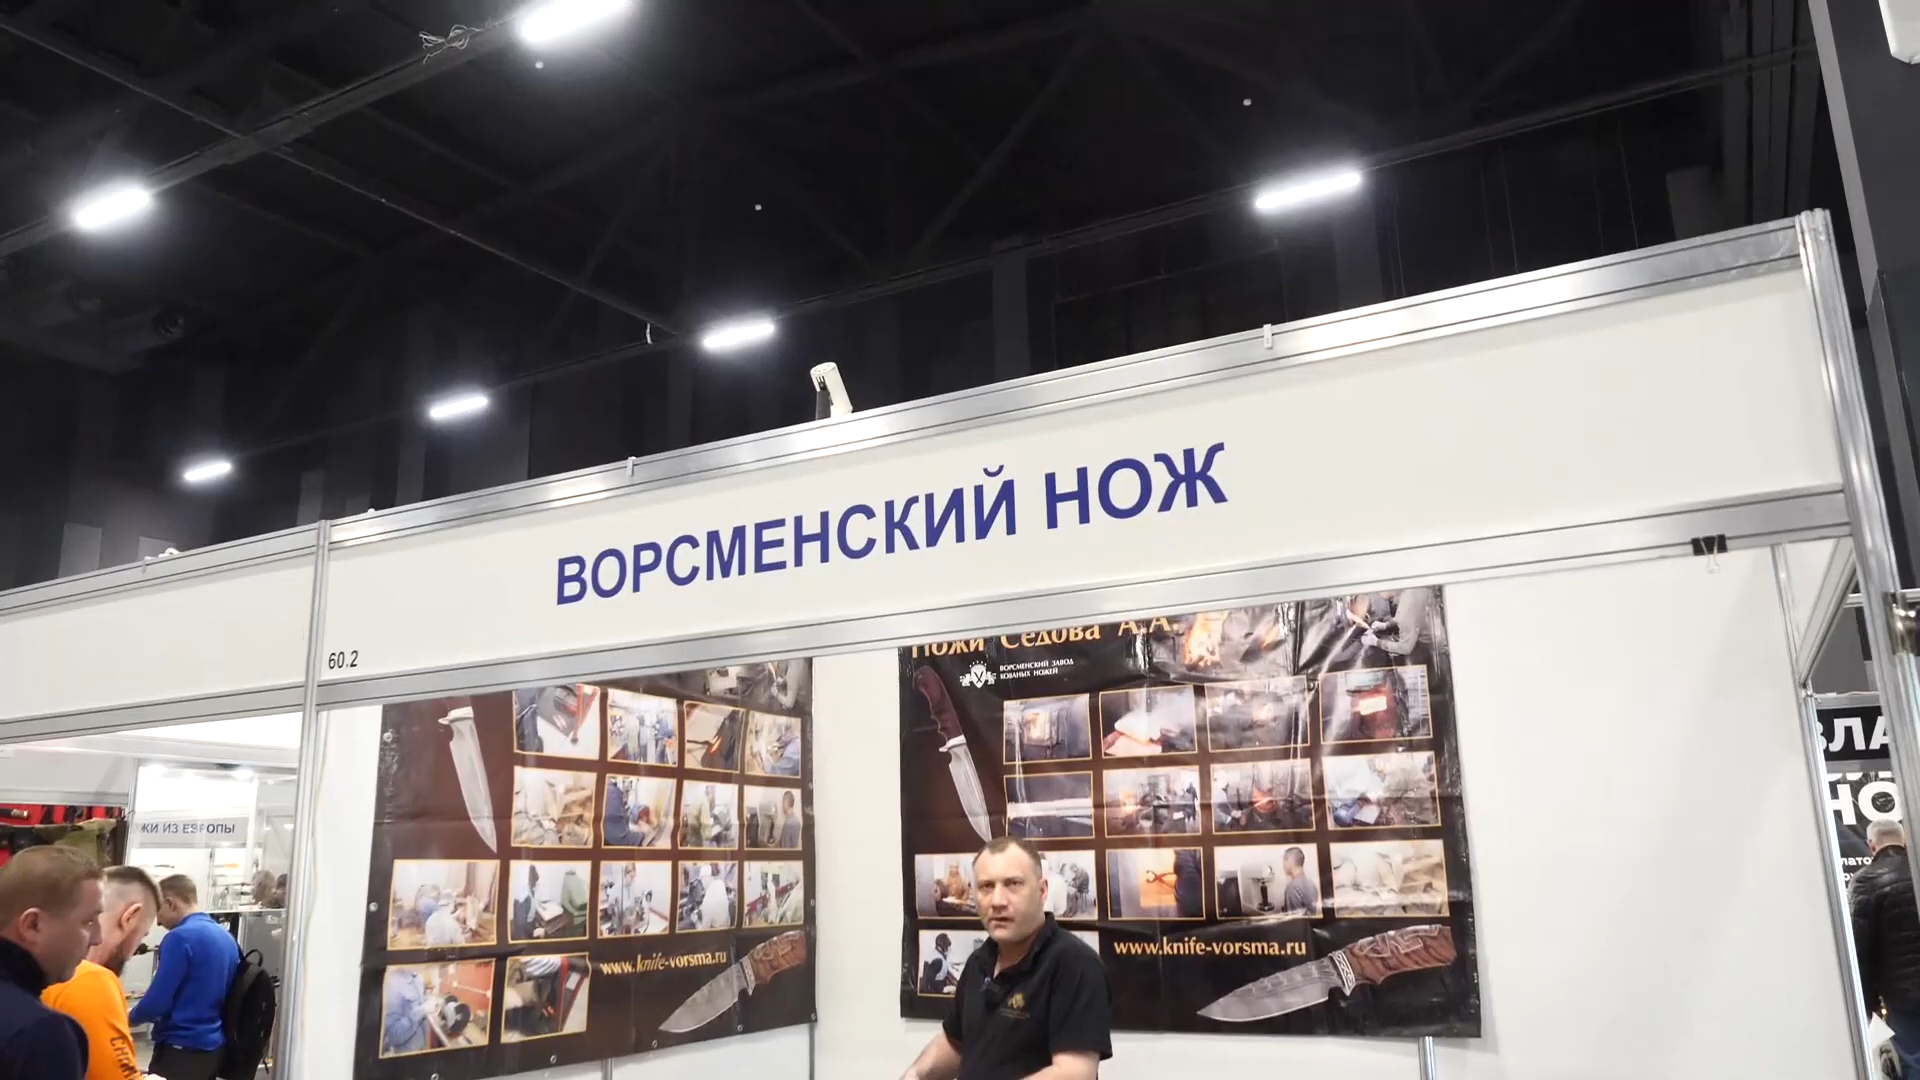 ВОРСМЕНСКИЙ НОЖ
60.2
Ножи Седова А.А.
ВОРСМЕНСКИЙ ЗАВОД
КОВАНЫХ НОЖЕЙ
www.knife-vorsma.ru
www.knife-vorsma.ru
ЖИ ИЗ ЕВРОПЫ